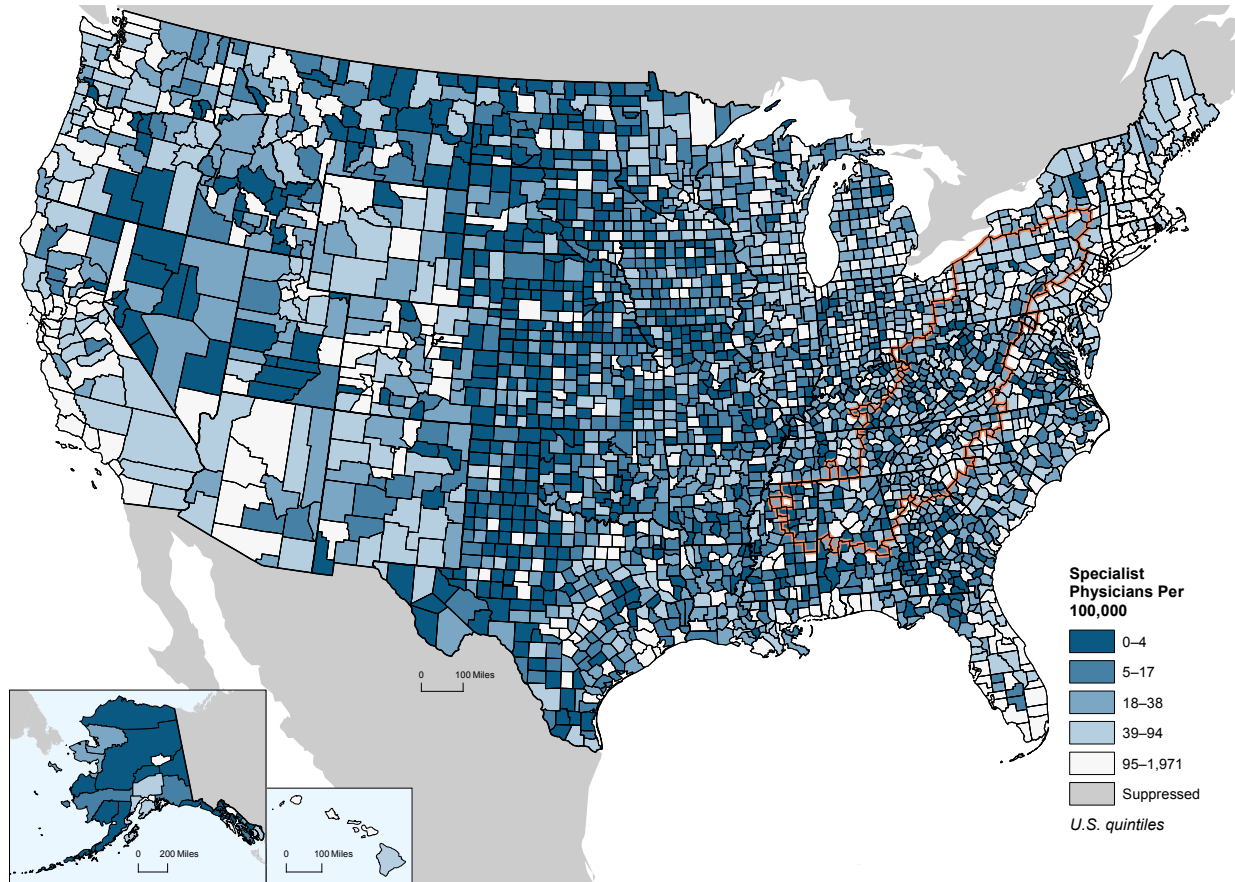 Specialist
Physicians Per
100,000
0–4
5–17
18–38
39–94
95–1,971
Suppressed
U.S. quintiles
0 100 Miles
0 200 Miles
0 100 Miles